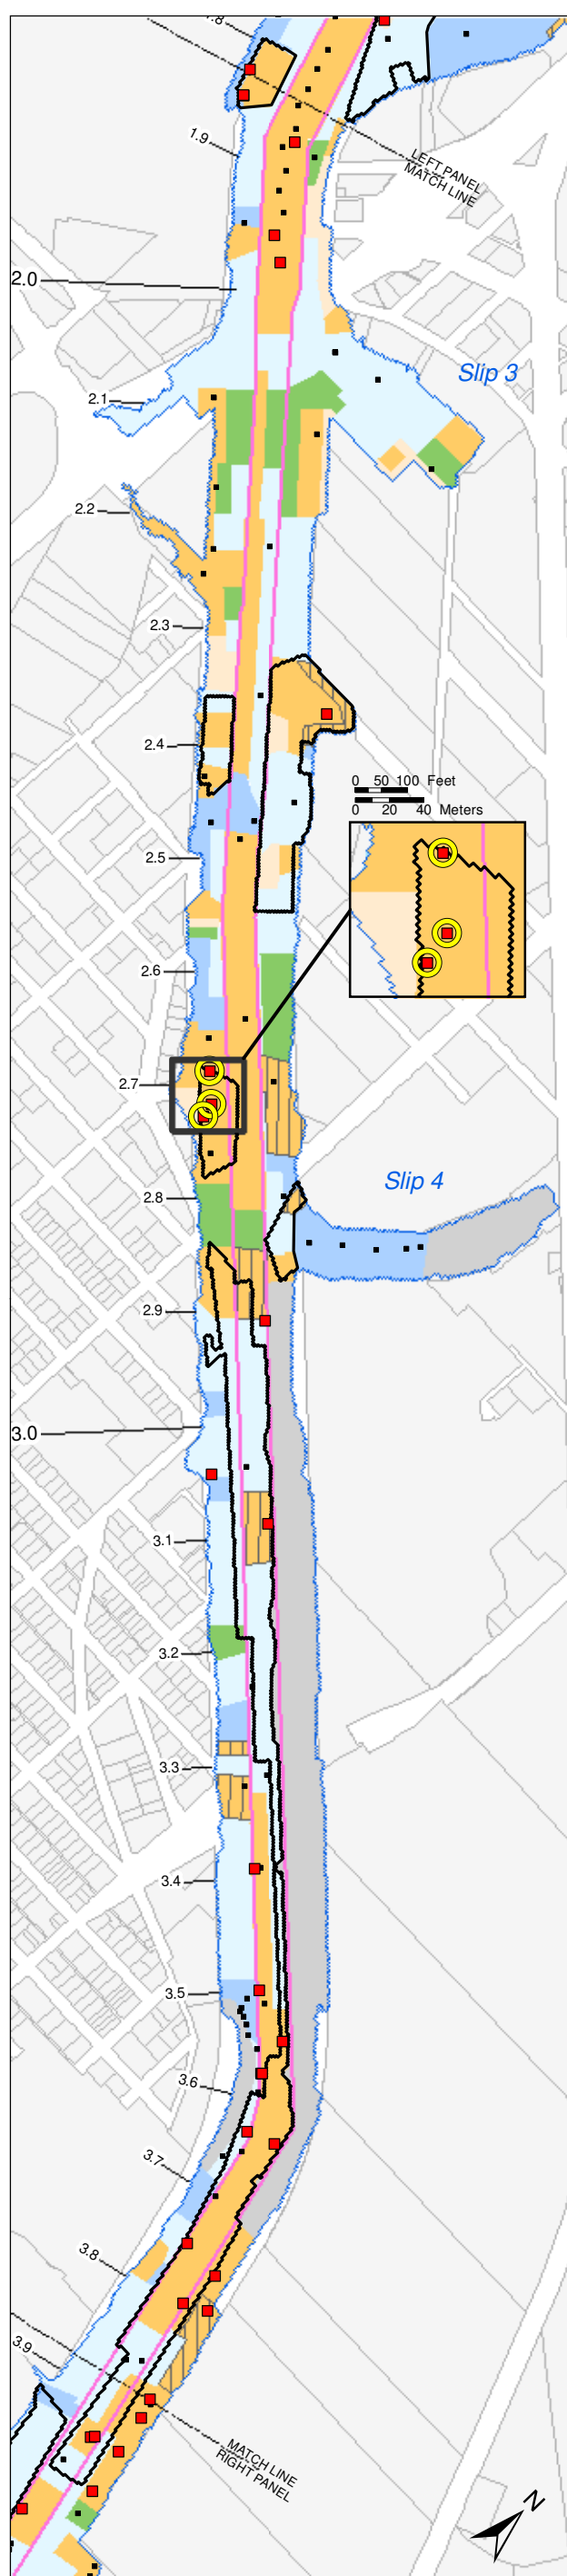 1.8
1.9
LEFT PANEL
MATCH LINE
2.0
Slip 3
2.1
2.2
2.3
2.4
0 50 100 Feet
0 20 40 Meters
2.5
2.6
2.7
Slip 4
2.8
2.9
3.0
3.1
3.2
3.3
3.4
3.5
3.6
3.7
3.8
3.9
MATCH LINE
RIGHT PANEL
N